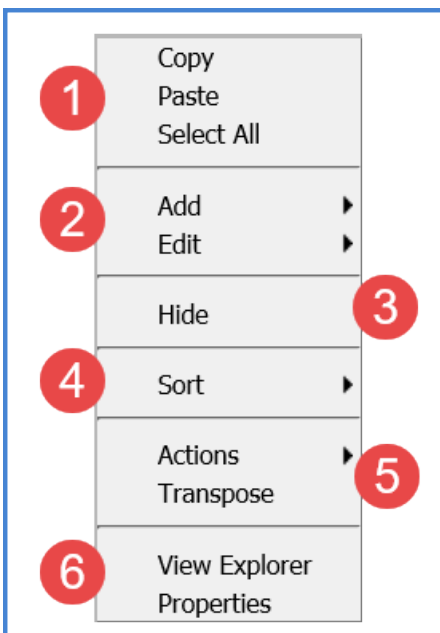 1
Copy
Paste
Select All
2
Add
Edit
Hide
3
4
Sort
Actions
5
Transpose
6
View Explorer
Properties